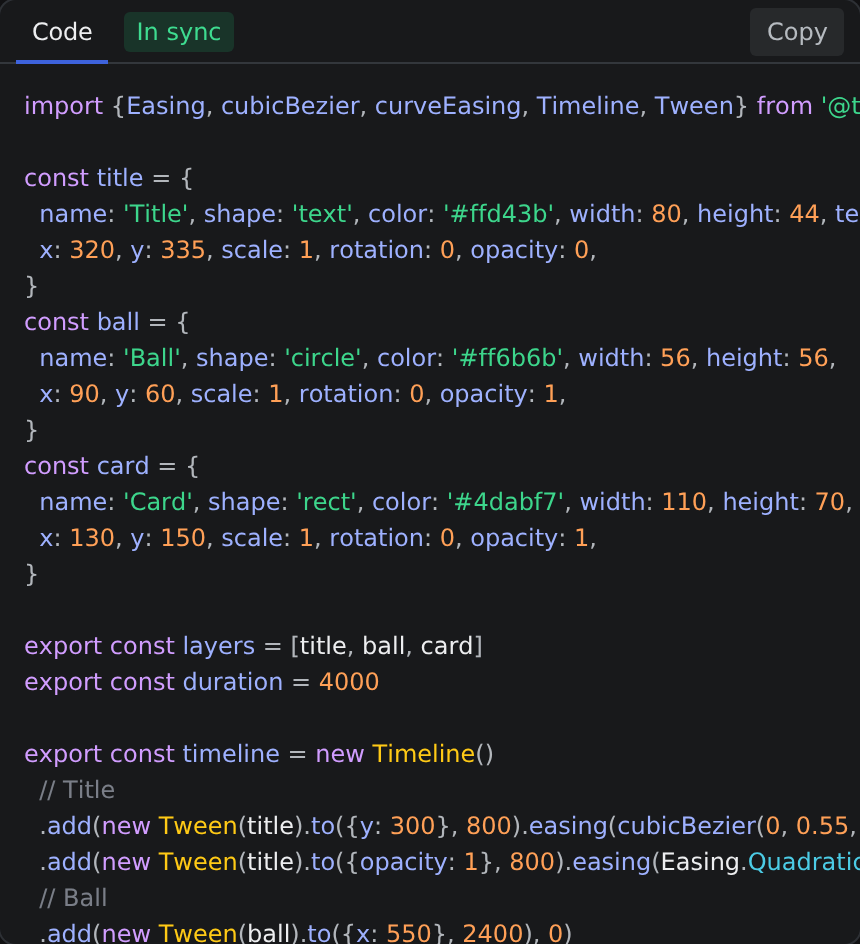 Code In sync Copy
import {Easing, cubicBezier, curveEasing, Timeline, Tween} from '@t
const title = {
name: 'Title', shape: 'text', color: '#ffd43b', width: 80, height: 44, te
x: 320, y: 335, scale: 1, rotation: 0, opacity: 0,
}
const ball = {
name: 'Ball', shape: 'circle', color: '#ff6b6b', width: 56, height: 56,
x: 90, y: 60, scale: 1, rotation: 0, opacity: 1,
}
const card = {
name: 'Card', shape: 'rect', color: '#4dabf7', width: 110, height: 70,
x: 130, y: 150, scale: 1, rotation: 0, opacity: 1,
}
export const layers = [title, ball, card]
export const duration = 4000
export const timeline = new Timeline()
// Title
.add(new Tween(title).to({y: 300}, 800).easing(cubicBezier(0, 0.55,
.add(new Tween(title).to({opacity: 1}, 800).easing(Easing.Quadratic
// Ball
.add(new Tween(ball).to({x: 550}, 2400), 0)